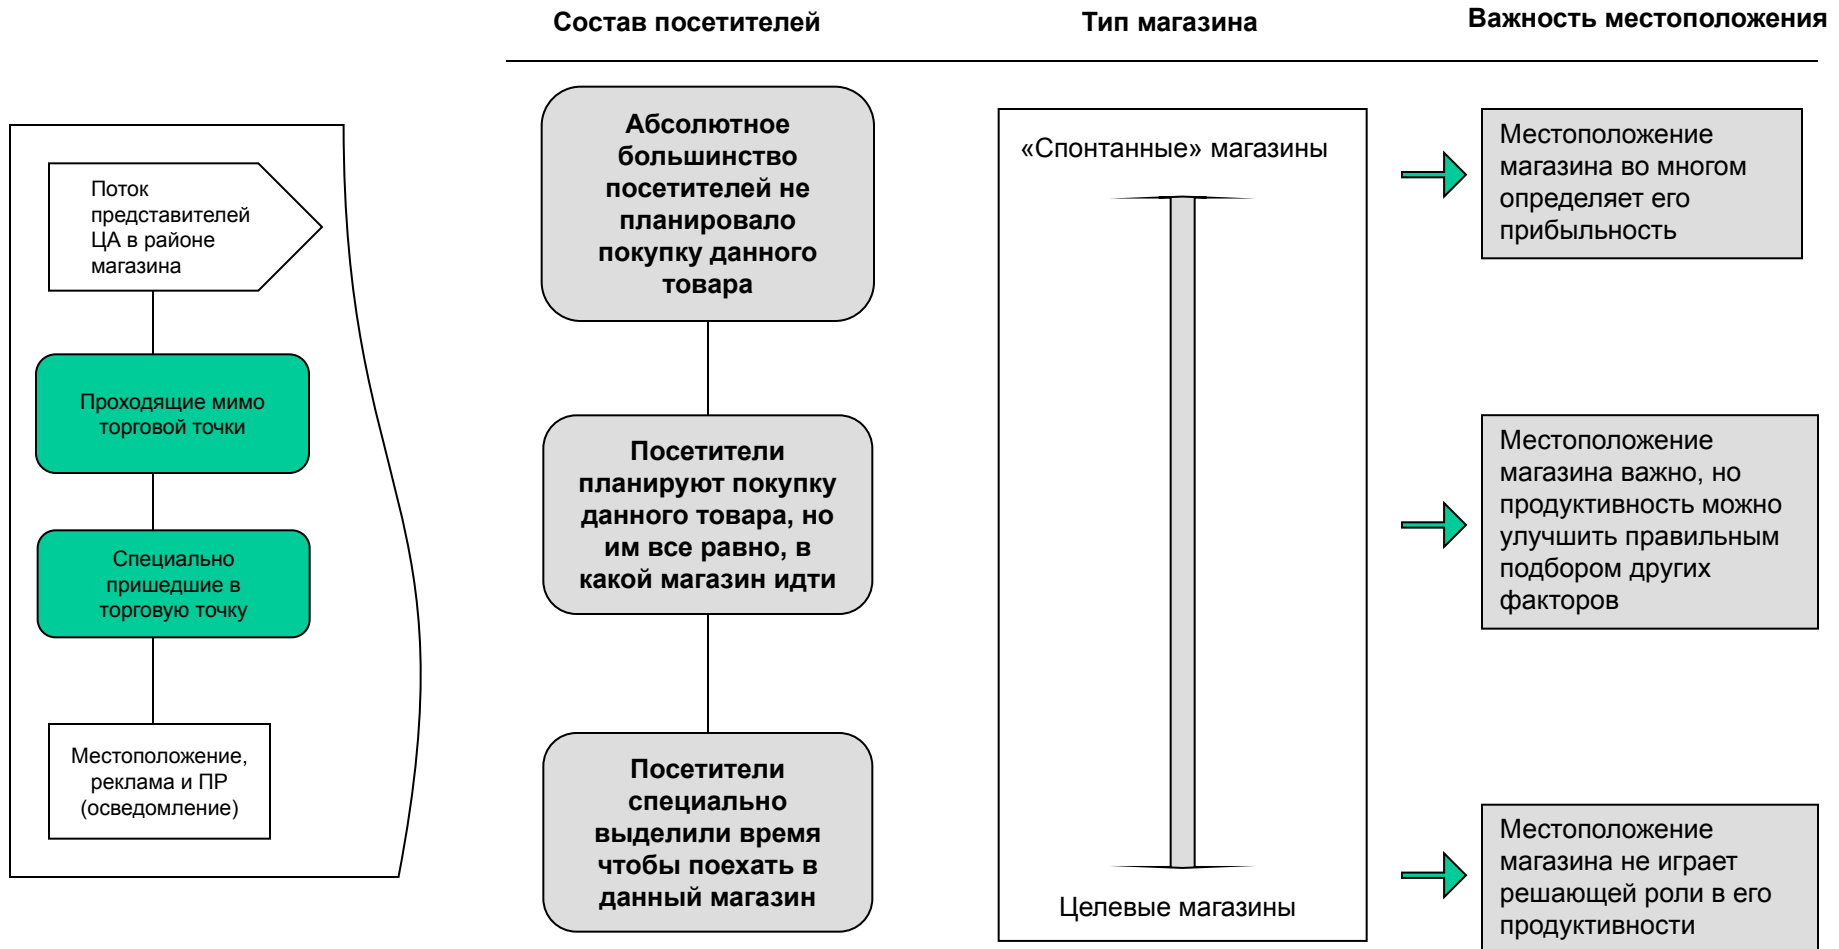 Состав посетителей
Тип магазина
Важность местоположения
Поток
представителей
ЦА в районе
магазина
Проходящие мимо
торговой точки
Специально
пришедшие в
торговую точку
Местоположение,
реклама и ПР
(осведомление)
Абсолютное
большинство
посетителей не
планировало
покупку данного
товара
Посетители
планируют покупку
данного товара, но
им все равно, в
какой магазин идти
Посетители
специально
выделили время
чтобы поехать в
данный магазин
«Спонтанные» магазины
Целевые магазины
Местоположение
магазина во многом
определяет его
прибыльность
Местоположение
магазина важно, но
продуктивность можно
улучшить правильным
подбором других
факторов
Местоположение
магазина не играет
решающей роли в его
продуктивности